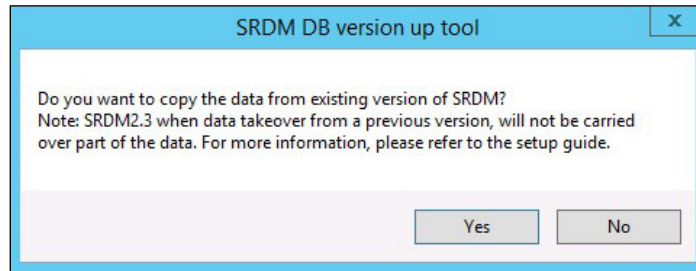 SRDM DB version up tool
x
Do you want to copy the data from existing version of SRDM?
Note: SRDM2.3 when data takeover from a previous version, will not be carried
over part of the data. For more information, please refer to the setup guide.
Yes
No